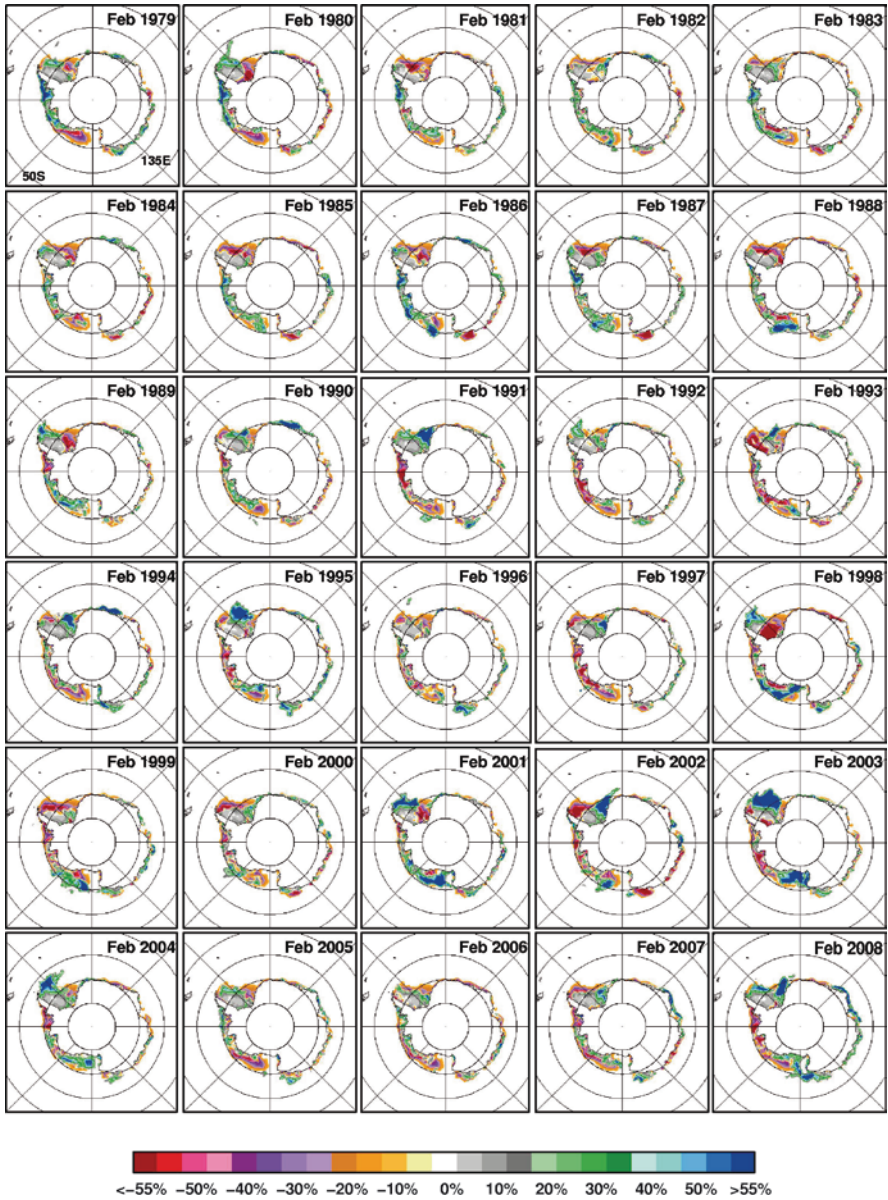 Feb 1979 Feb 1980 Feb 1981 Feb 1982 Feb 1983
135E
50S
Feb 1984 Feb 1985 Feb 1986 Feb 1987 Feb 1988
Feb 1989 Feb 1990 Feb 1991 Feb 1992 Feb 1993
Feb 1994 Feb 1995 Feb 1996 Feb 1997 Feb 1998
Feb 1999 Feb 2000 Feb 2001 Feb 2002 Feb 2003
Feb 2004 Feb 2005 Feb 2006 Feb 2007 Feb 2008
<−55% −50% −40% −30% −20% −10% 0% 10% 20% 30% 40% 50% >55%